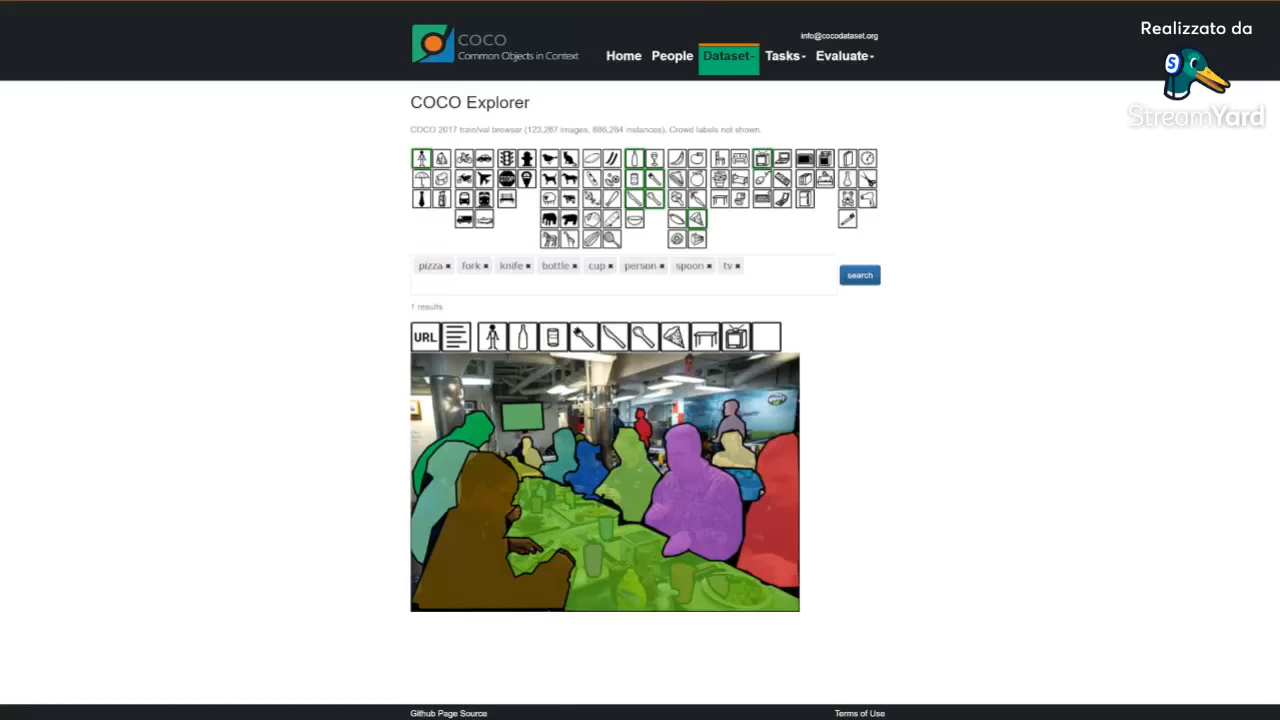 Realizzato da
StreamYard
COCO
Common Objects in Context
info@cocodataset.org
Home People Dataset Tasks Evaluate
COCO Explorer
COCO 2017 train/val browser (123,287 images, 886,284 instances). Crowd labels not shown.
STOP
pizza fork knife bottle cup person spoon tv
search
1 results
URL
Github Page Source Terms of Use